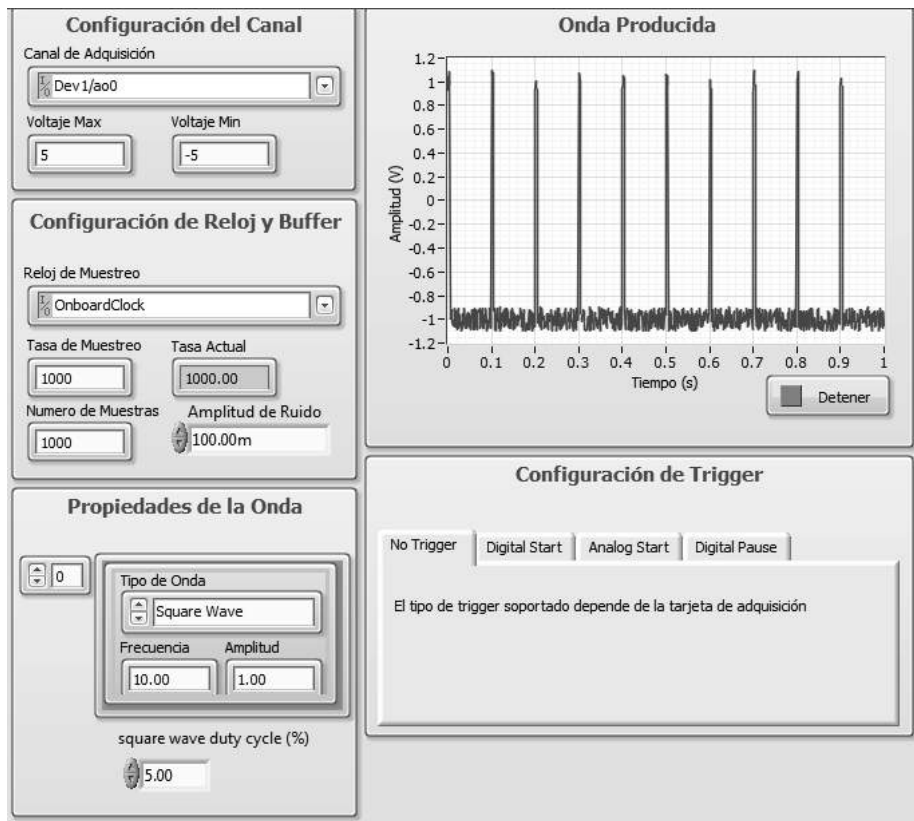 Configuración del Canal
Canal de Adquisición
I/O Dev1/ao0
Voltaje Max Voltaje Min
5 -5
Configuración de Reloj y Buffer
Reloj de Muestreo
I/O OnboardClock
Tasa de Muestreo Tasa Actual
1000 1000.00
Numero de Muestras Amplitud de Ruido
1000 100.00m
Propiedades de la Onda
0
Tipo de Onda
Square Wave
Frecuencia Amplitud
10.00 1.00
square wave duty cycle (%)
5.00
Onda Producida
Amplitud (V)
1.2
1
0.8
0.6
0.4
0.2
0
-0.2
-0.4
-0.6
-0.8
-1
-1.2
0 0.1 0.2 0.3 0.4 0.5 0.6 0.7 0.8 0.9 1
Tiempo (s)
Detener
Configuración de Trigger
No Trigger Digital Start Analog Start Digital Pause
El tipo de trigger soportado depende de la tarjeta de adquisición